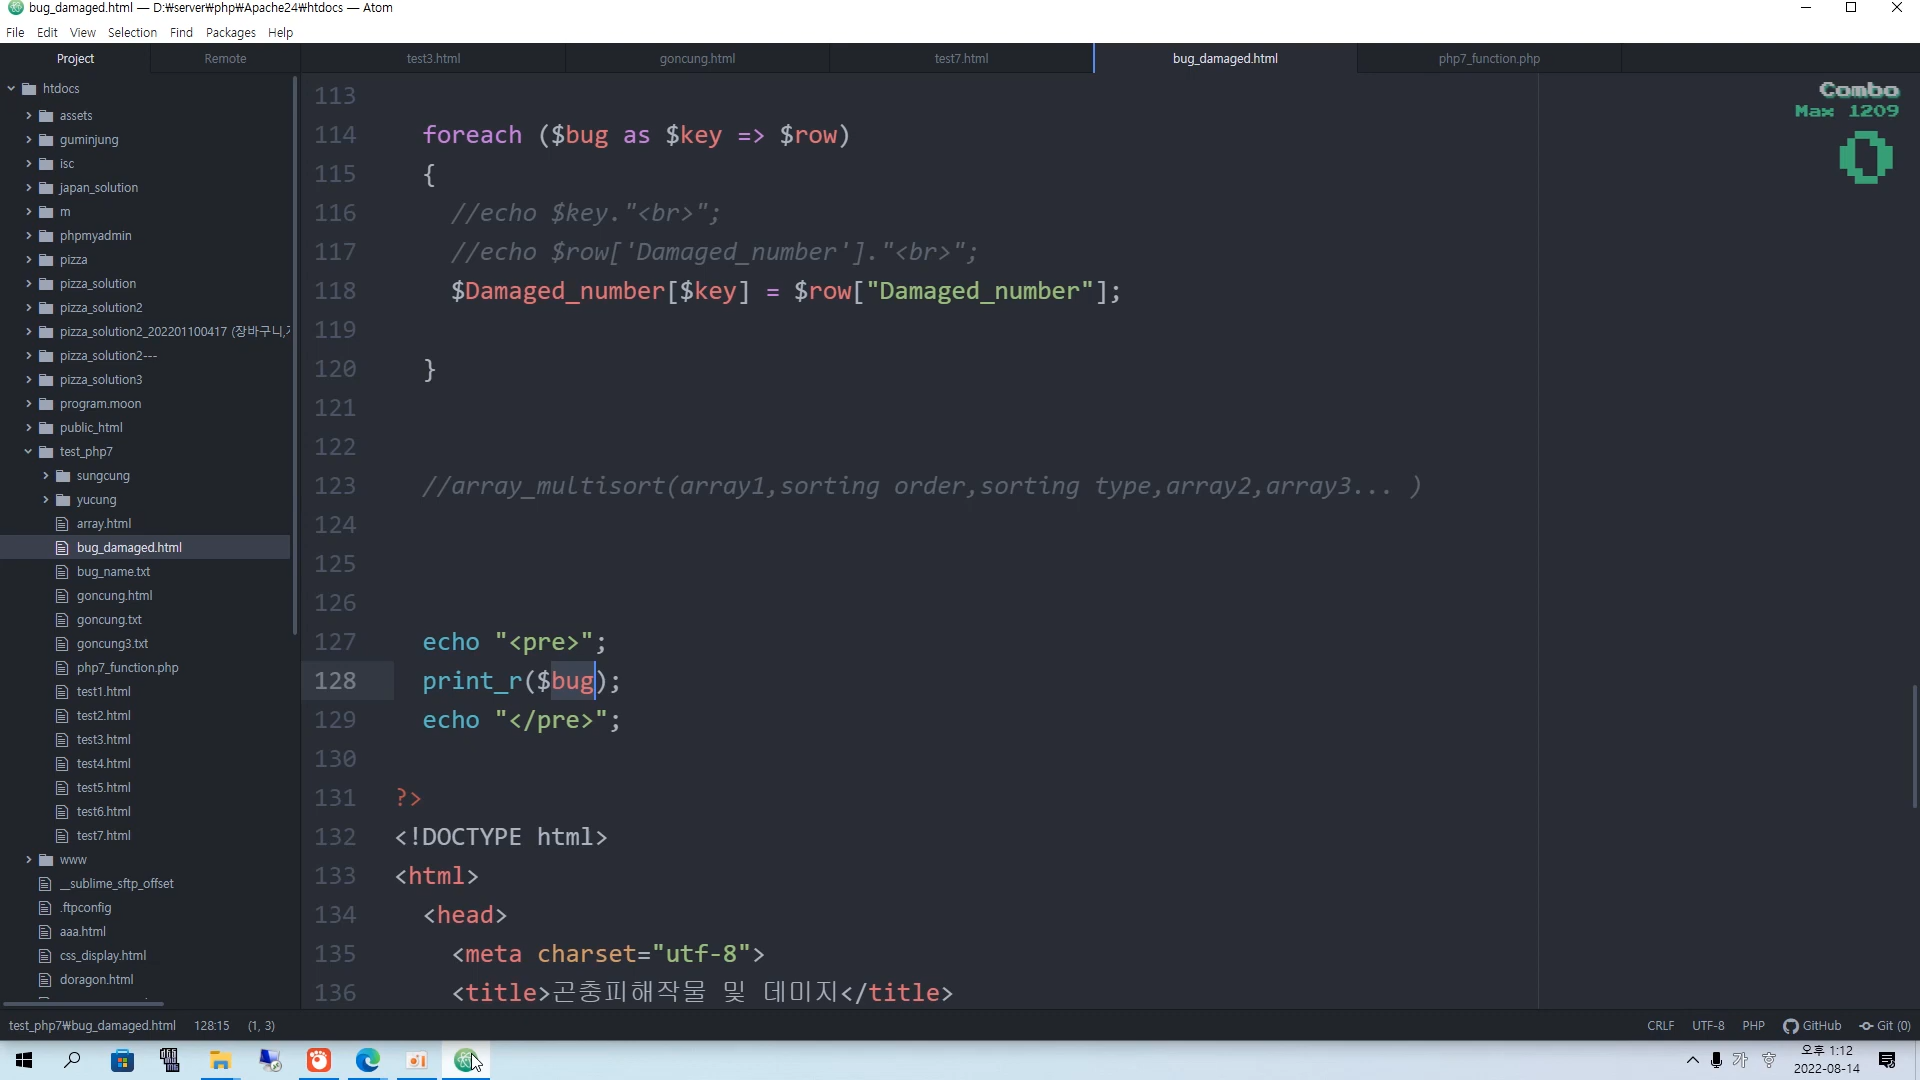 bug_damaged.html — D:₩server₩php₩Apache24₩htdocs — Atom
File Edit View Selection Find Packages Help
Project Remote test3.html goncung.html test7.html bug_damaged.html php7_function.php
htdocs
assets
guminjung
isc
japan_solution
m
phpmyadmin
pizza
pizza_solution
pizza_solution2
pizza_solution2_202201100417 (장바구니,
pizza_solution2---
pizza_solution3
program.moon
public_html
test_php7
sungcung
yucung
array.html
bug_damaged.html
bug_name.txt
goncung.html
goncung.txt
goncung3.txt
php7_function.php
test1.html
test2.html
test3.html
test4.html
test5.html
test6.html
test7.html
www
__sublime_sftp_offset
.ftpconfig
aaa.html
css_display.html
doragon.html
113
114 foreach ($bug as $key => $row)
115 {
116 //echo $key."<br>";
117 //echo $row['Damaged_number']."<br>";
118 $Damaged_number[$key] = $row["Damaged_number"];
119
120 }
121
122
123 //array_multisort(array1,sorting order,sorting type,array2,array3... )
124
125
126
127 echo "<pre>";
128 print_r($bug);
129 echo "</pre>";
130
131 ?>
132 <!DOCTYPE html>
133 <html>
134 <head>
135 <meta charset="utf-8">
136 <title>곤충피해작물 및 데미지</title>
Combo
Max 1209
0
test_php7₩bug_damaged.html 128:15 (1, 3)
CRLF UTF-8 PHP GitHub Git (0)
가 오후 1:12
2022-08-14